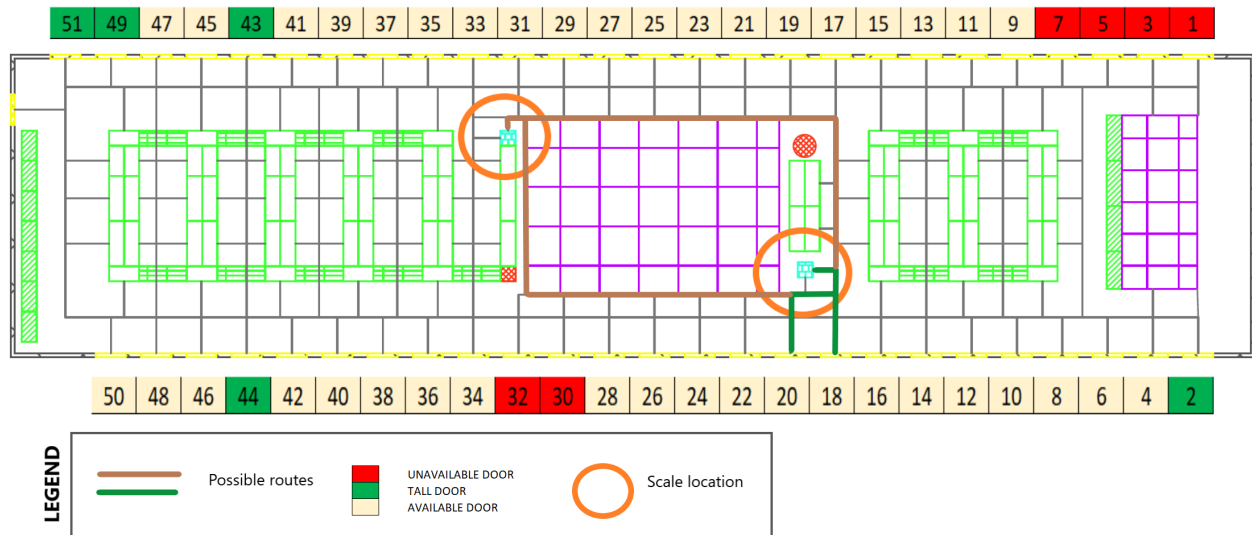 51 49 47 45 43 41 39 37 35 33 31 29 27 25 23 21 19 17 15 13 11 9 7 5 3 1
50 48 46 44 42 40 38 36 34 32 30 28 26 24 22 20 18 16 14 12 10 8 6 4 2
LEGEND
Possible routes
UNAVAILABLE DOOR
TALL DOOR
AVAILABLE DOOR
Scale location